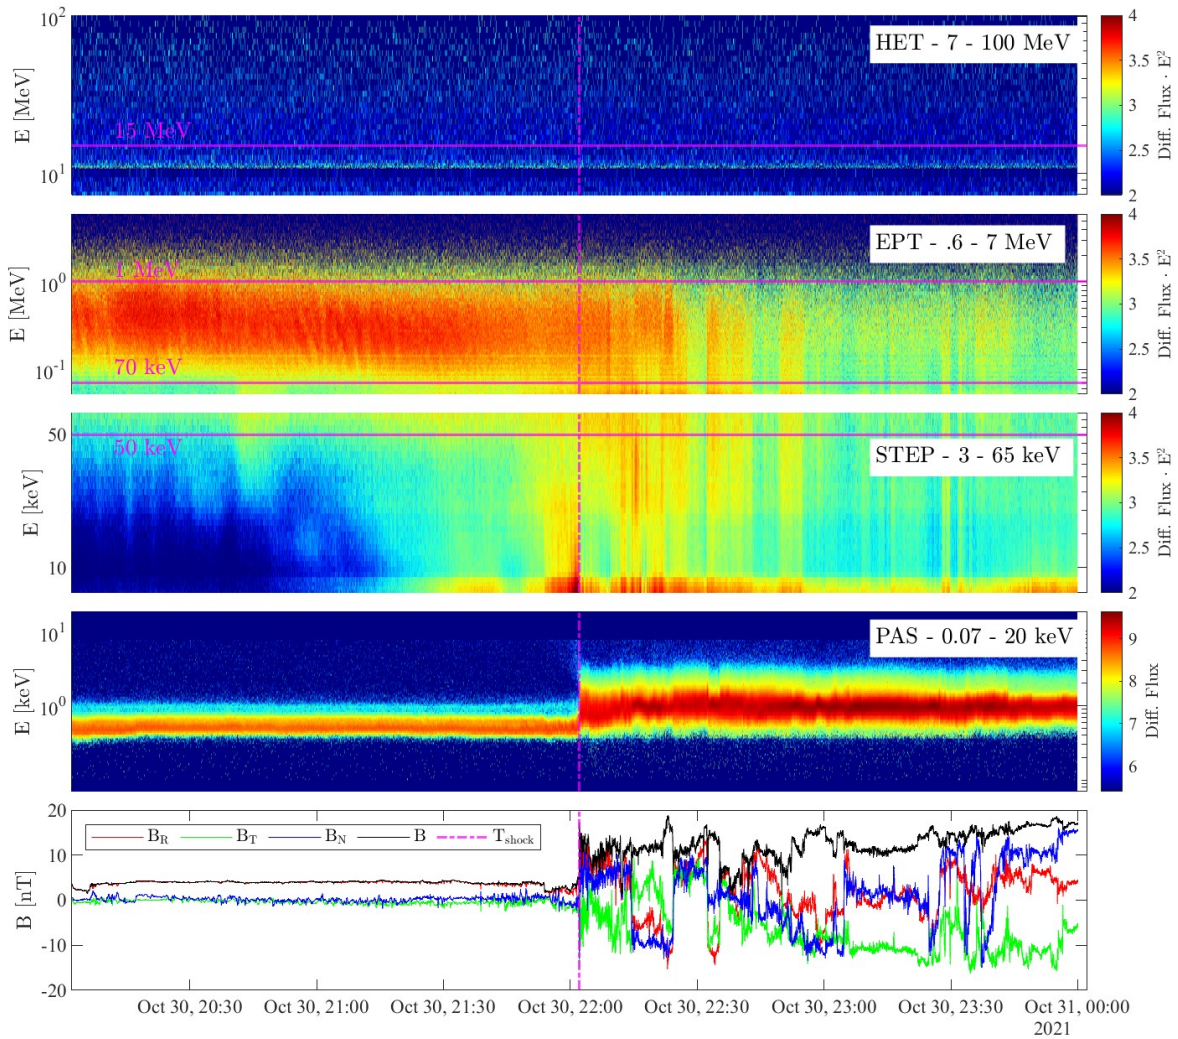 10²
E [MeV]
10¹
15 MeV
HET - 7 - 100 MeV
4
3.5
3
2.5
2
Diff. Flux · E²
E [MeV]
10⁰
10⁻¹
1 MeV
70 keV
EPT - .6 - 7 MeV
4
3.5
3
2.5
2
Diff. Flux · E²
E [keV]
50
10
50 keV
STEP - 3 - 65 keV
4
3.5
3
2.5
2
Diff. Flux · E²
E [keV]
10¹
10⁰
PAS - 0.07 - 20 keV
9
8
7
6
Diff. Flux
B [nT]
20
10
0
-10
-20
B_R B_T B_N B T_shock
Oct 30, 20:30 Oct 30, 21:00 Oct 30, 21:30 Oct 30, 22:00 Oct 30, 22:30 Oct 30, 23:00 Oct 30, 23:30 Oct 31, 00:00
2021